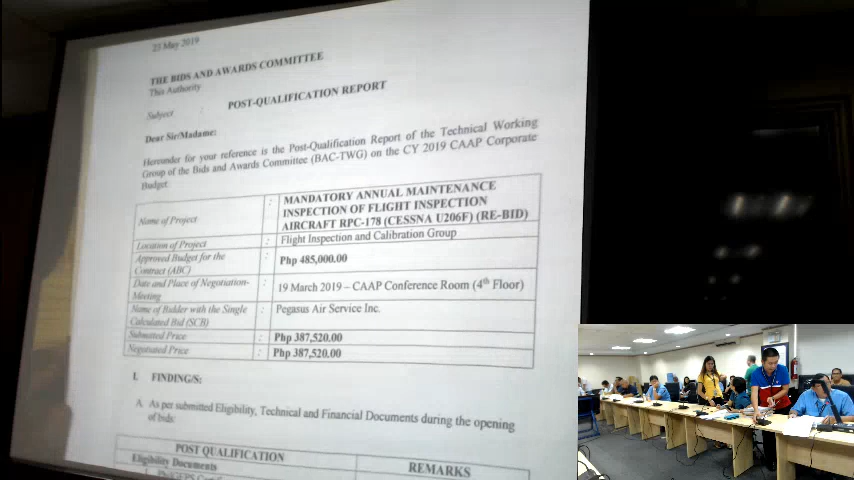 23 May 2019
THE BIDS AND AWARDS COMMITTEE
This Authority
Subject : POST-QUALIFICATION REPORT
Dear Sir/Madame:
Hereunder for your reference is the Post-Qualification Report of the Technical Working
Group of the Bids and Awards Committee (BAC-TWG) on the CY 2019 CAAP Corporate
Budget.
Name of Project : MANDATORY ANNUAL MAINTENANCE
INSPECTION OF FLIGHT INSPECTION
AIRCRAFT RPC-178 (CESSNA U206F) (RE-BID)
Location of Project : Flight Inspection and Calibration Group
Approved Budget for the
Contract (ABC) : Php 485,000.00
Date and Place of Negotiation-
Meeting : 19 March 2019 – CAAP Conference Room (4th Floor)
Name of Bidder with the Single
Calculated Bid (SCB) : Pegasus Air Service Inc.
Submitted Price : Php 387,520.00
Negotiated Price : Php 387,520.00
I. FINDING/S:
A. As per submitted Eligibility, Technical and Financial Documents during the opening
of bids:
POST QUALIFICATION REMARKS
Eligibility Documents